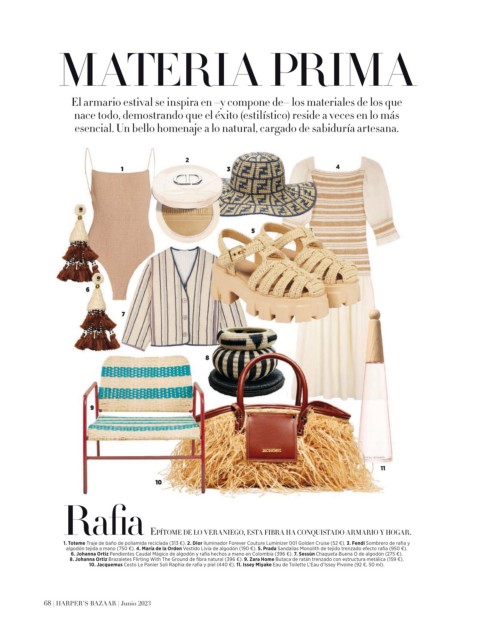 MATERIA PRIMA
El armario estival se inspira en –y compone de– los materiales de los que
nace todo, demostrando que el éxito (estilístico) reside a veces en lo más
esencial. Un bello homenaje a lo natural, cargado de sabiduría artesana.
1
2
3
4
5
6
7
8
9
10
11
Rafia EPÍTOME DE LO VERANIEGO, ESTA FIBRA HA CONQUISTADO ARMARIO Y HOGAR,
1. Toteme Traje de baño de poliamida reciclada (313 €). 2. Dior Iluminador Forever Couture Luminizer 001 Golden Cruise (52 €). 3. Fendi Sombrero de rafia y
algodón tejida a mano (750 €). 4. María de la Orden Vestido Livia de algodón (190 €). 5. Prada Sandalias Monolith de tejido trenzado efecto rafia (950 €).
6. Johanna Ortiz Pendientes Caudal Mágico de algodón y rafia hechos a mano en Colombia (396 €). 7. Sessùn Chaqueta Buena O de algodón (275 €).
8. Johanna Ortiz Brazaletes Flirting With The Ground de fibra natural (396 €). 9. Zara Home Butaca de ratán trenzado con estructura metálica (159 €).
10. Jacquemus Cesto Le Panier Soli Raphia de rafia y piel (440 €). 11. Issey Miyake Eau de Toilette L'Eau d'Issey Pivoine (92 €, 50 ml).
68 | HARPER'S BAZAAR | Junio 2023